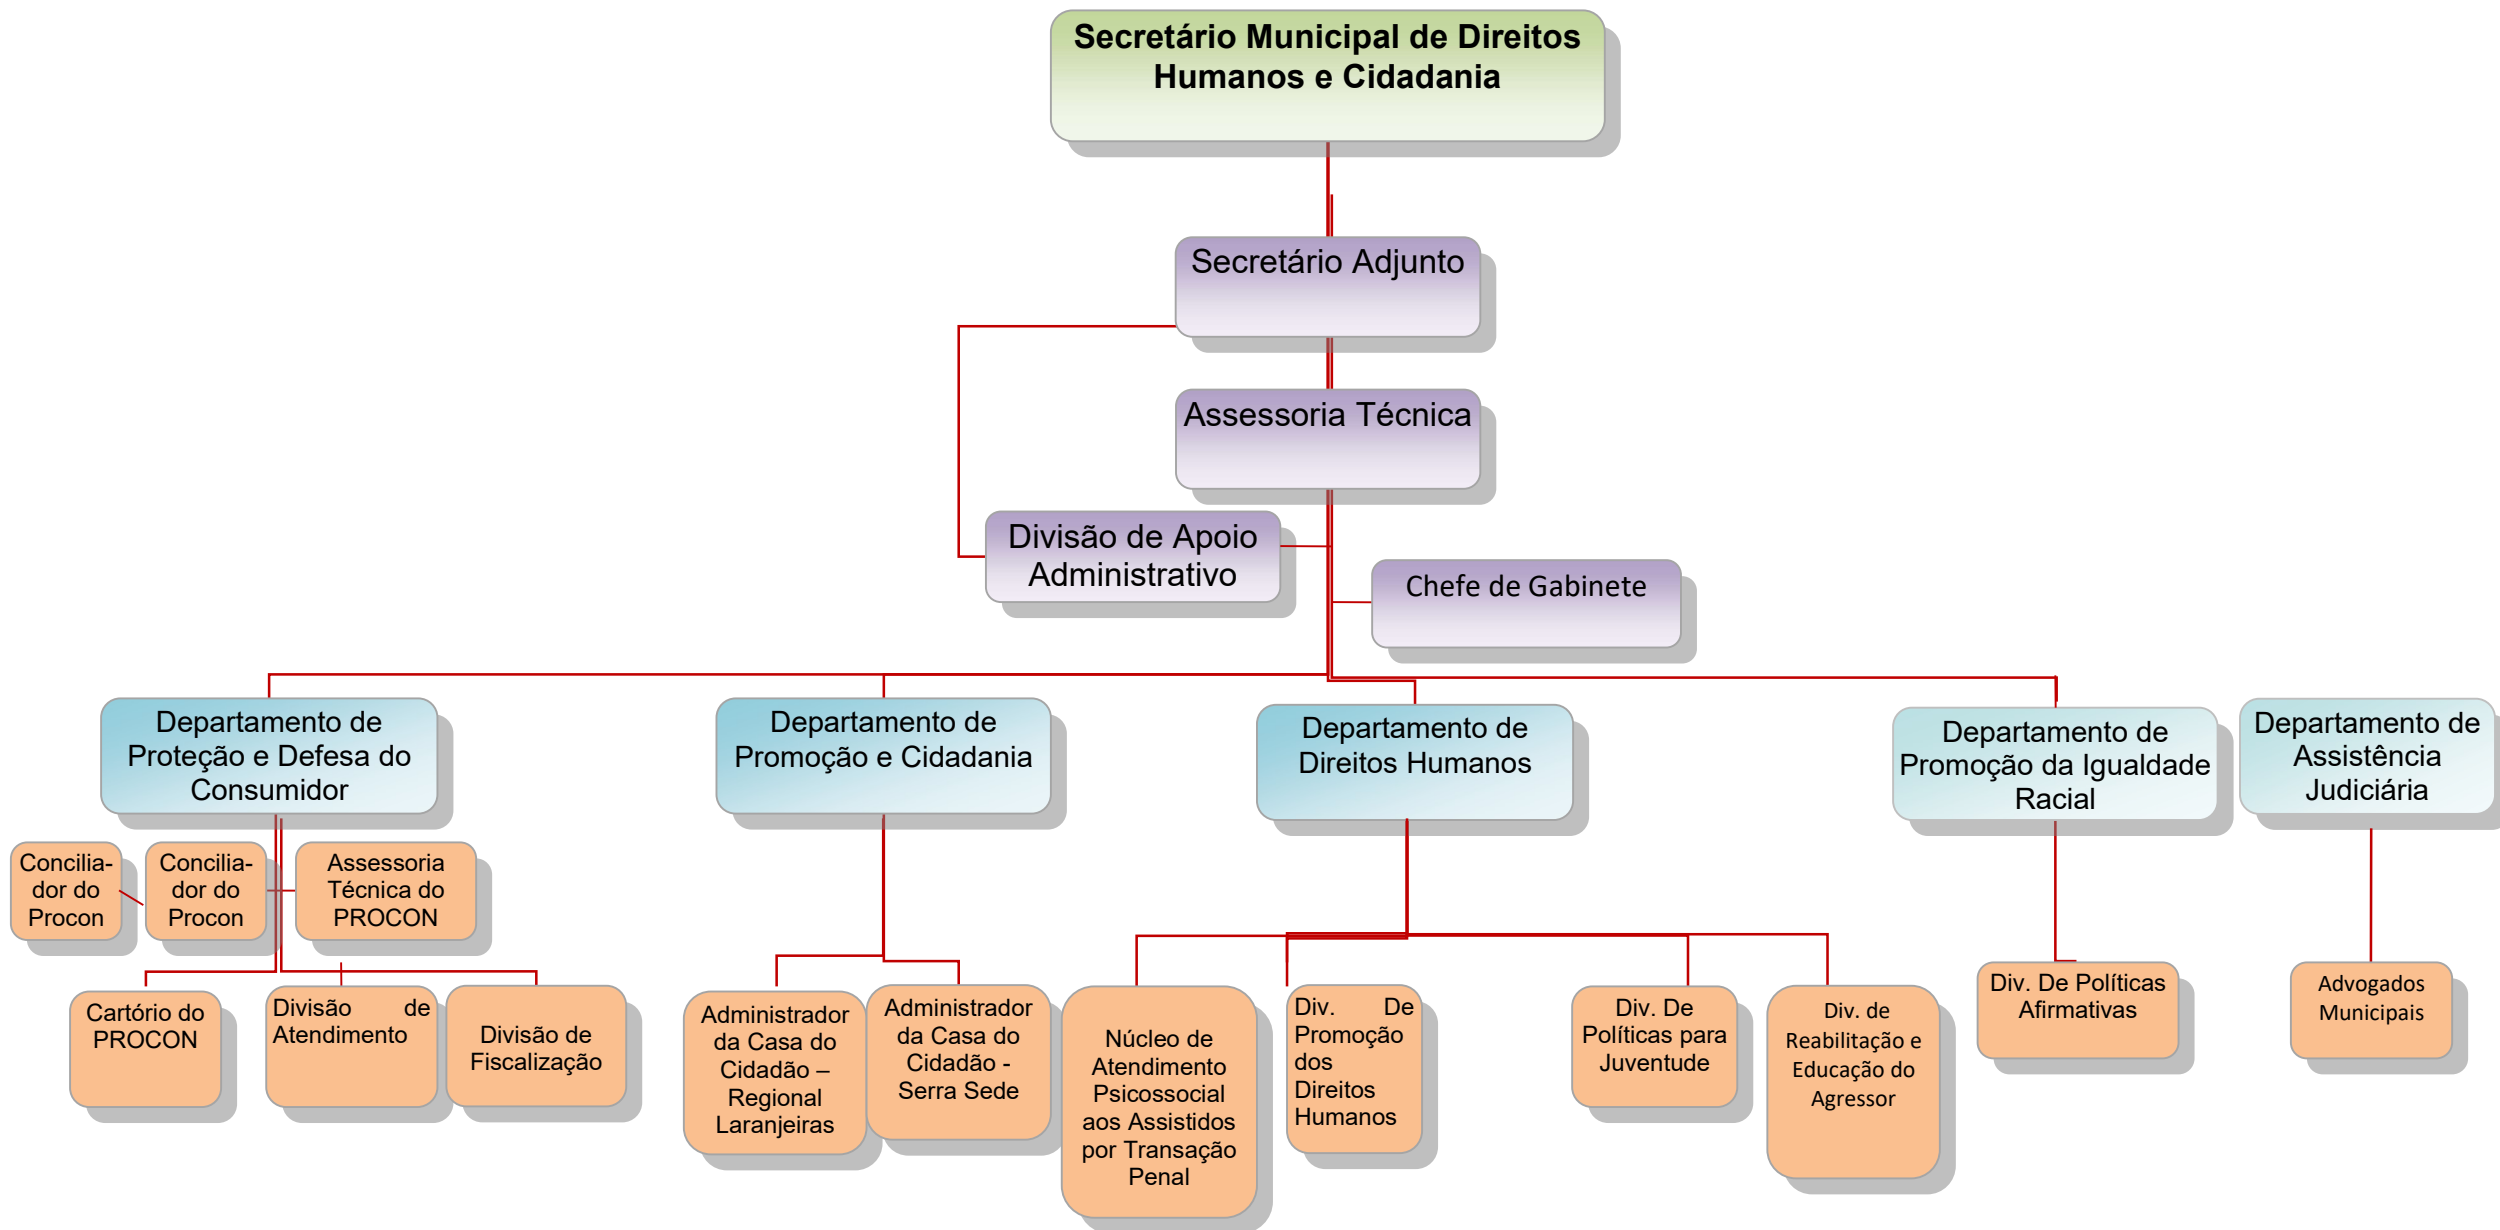 Secretário Municipal de Direitos
Humanos e Cidadania
Secretário Adjunto
Assessoria Técnica
Divisão de Apoio
Administrativo
Chefe de Gabinete
Departamento de
Proteção e Defesa do
Consumidor
Departamento de
Promoção e Cidadania
Departamento de
Direitos Humanos
Departamento de
Promoção da Igualdade
Racial
Departamento de
Assistência
Judiciária
Concilia-
dor do
Procon
Concilia-
dor do
Procon
Assessoria
Técnica do
PROCON
Cartório do
PROCON
Divisão de
Atendimento
Divisão de
Fiscalização
Administrador
da Casa do
Cidadão –
Regional
Laranjeiras
Administrador
da Casa do
Cidadão -
Serra Sede
Núcleo de
Atendimento
Psicossocial
aos Assistidos
por Transação
Penal
Div. De
Promoção
dos
Direitos
Humanos
Div. De
Políticas para
Juventude
Div. de
Reabilitação e
Educação do
Agressor
Div. De Políticas
Afirmativas
Advogados
Municipais